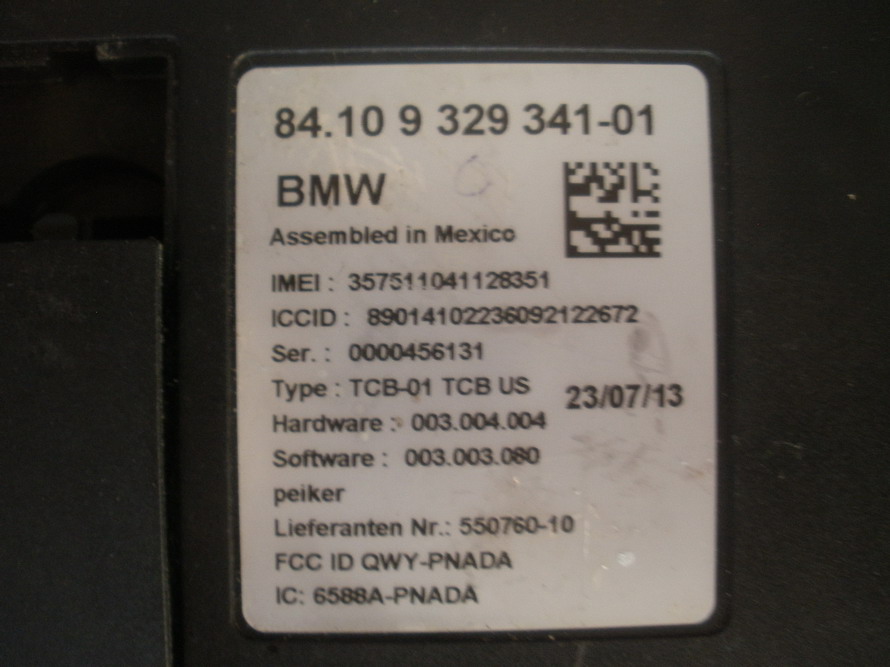 84.10 9 329 341-01
BMW
Assembled in Mexico
IMEI : 357511041128351
ICCID : 89014102236092122672
Ser. : 0000456131
Type : TCB-01 TCB US
23/07/13
Hardware : 003.004.004
Software : 003.003.080
peiker
Lieferanten Nr.: 550760-10
FCC ID QWY-PNADA
IC: 6588A-PNADA